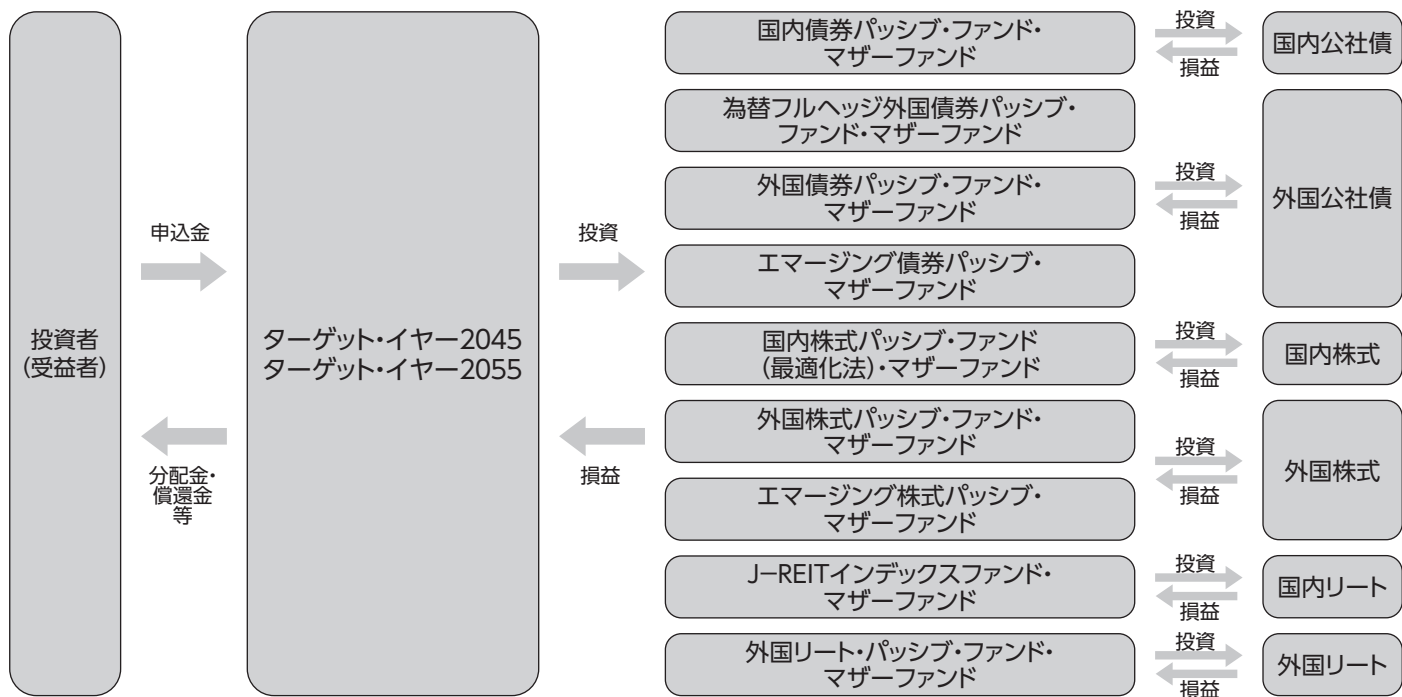 投資者
(受益者)
申込金
分配金・
償還金
等
ターゲット・イヤー2045
ターゲット・イヤー2055
投資
損益
国内債券パッシブ・ファンド・
マザーファンド
投資
損益
国内公社債
為替フルヘッジ外国債券パッシブ・
ファンド・マザーファンド
外国債券パッシブ・ファンド・
マザーファンド
エマージング債券パッシブ・
マザーファンド
投資
損益
外国公社債
国内株式パッシブ・ファンド
(最適化法)・マザーファンド
投資
損益
国内株式
外国株式パッシブ・ファンド・
マザーファンド
エマージング株式パッシブ・
マザーファンド
投資
損益
外国株式
J−REITインデックスファンド・
マザーファンド
投資
損益
国内リート
外国リート・パッシブ・ファンド・
マザーファンド
投資
損益
外国リート